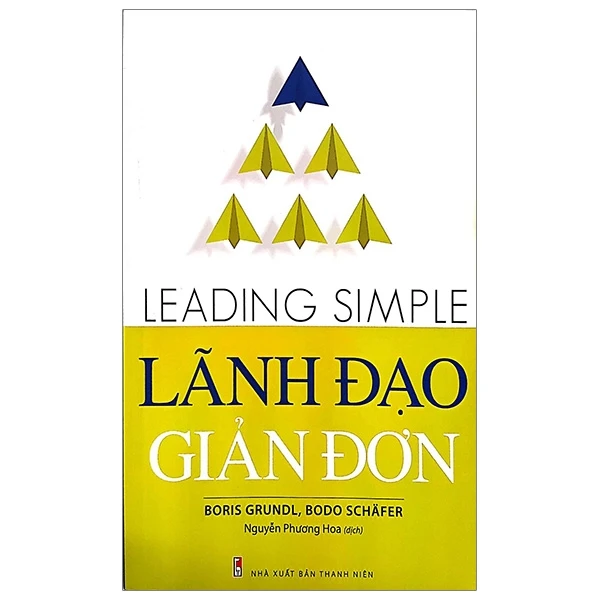 LEADING SIMPLE
LÃNH ĐẠO
GIẢN ĐƠN
BORIS GRUNDL, BODO SCHÄFER
Nguyễn Phương Hoa (dịch)
NHÀ XUẤT BẢN THANH NIÊN